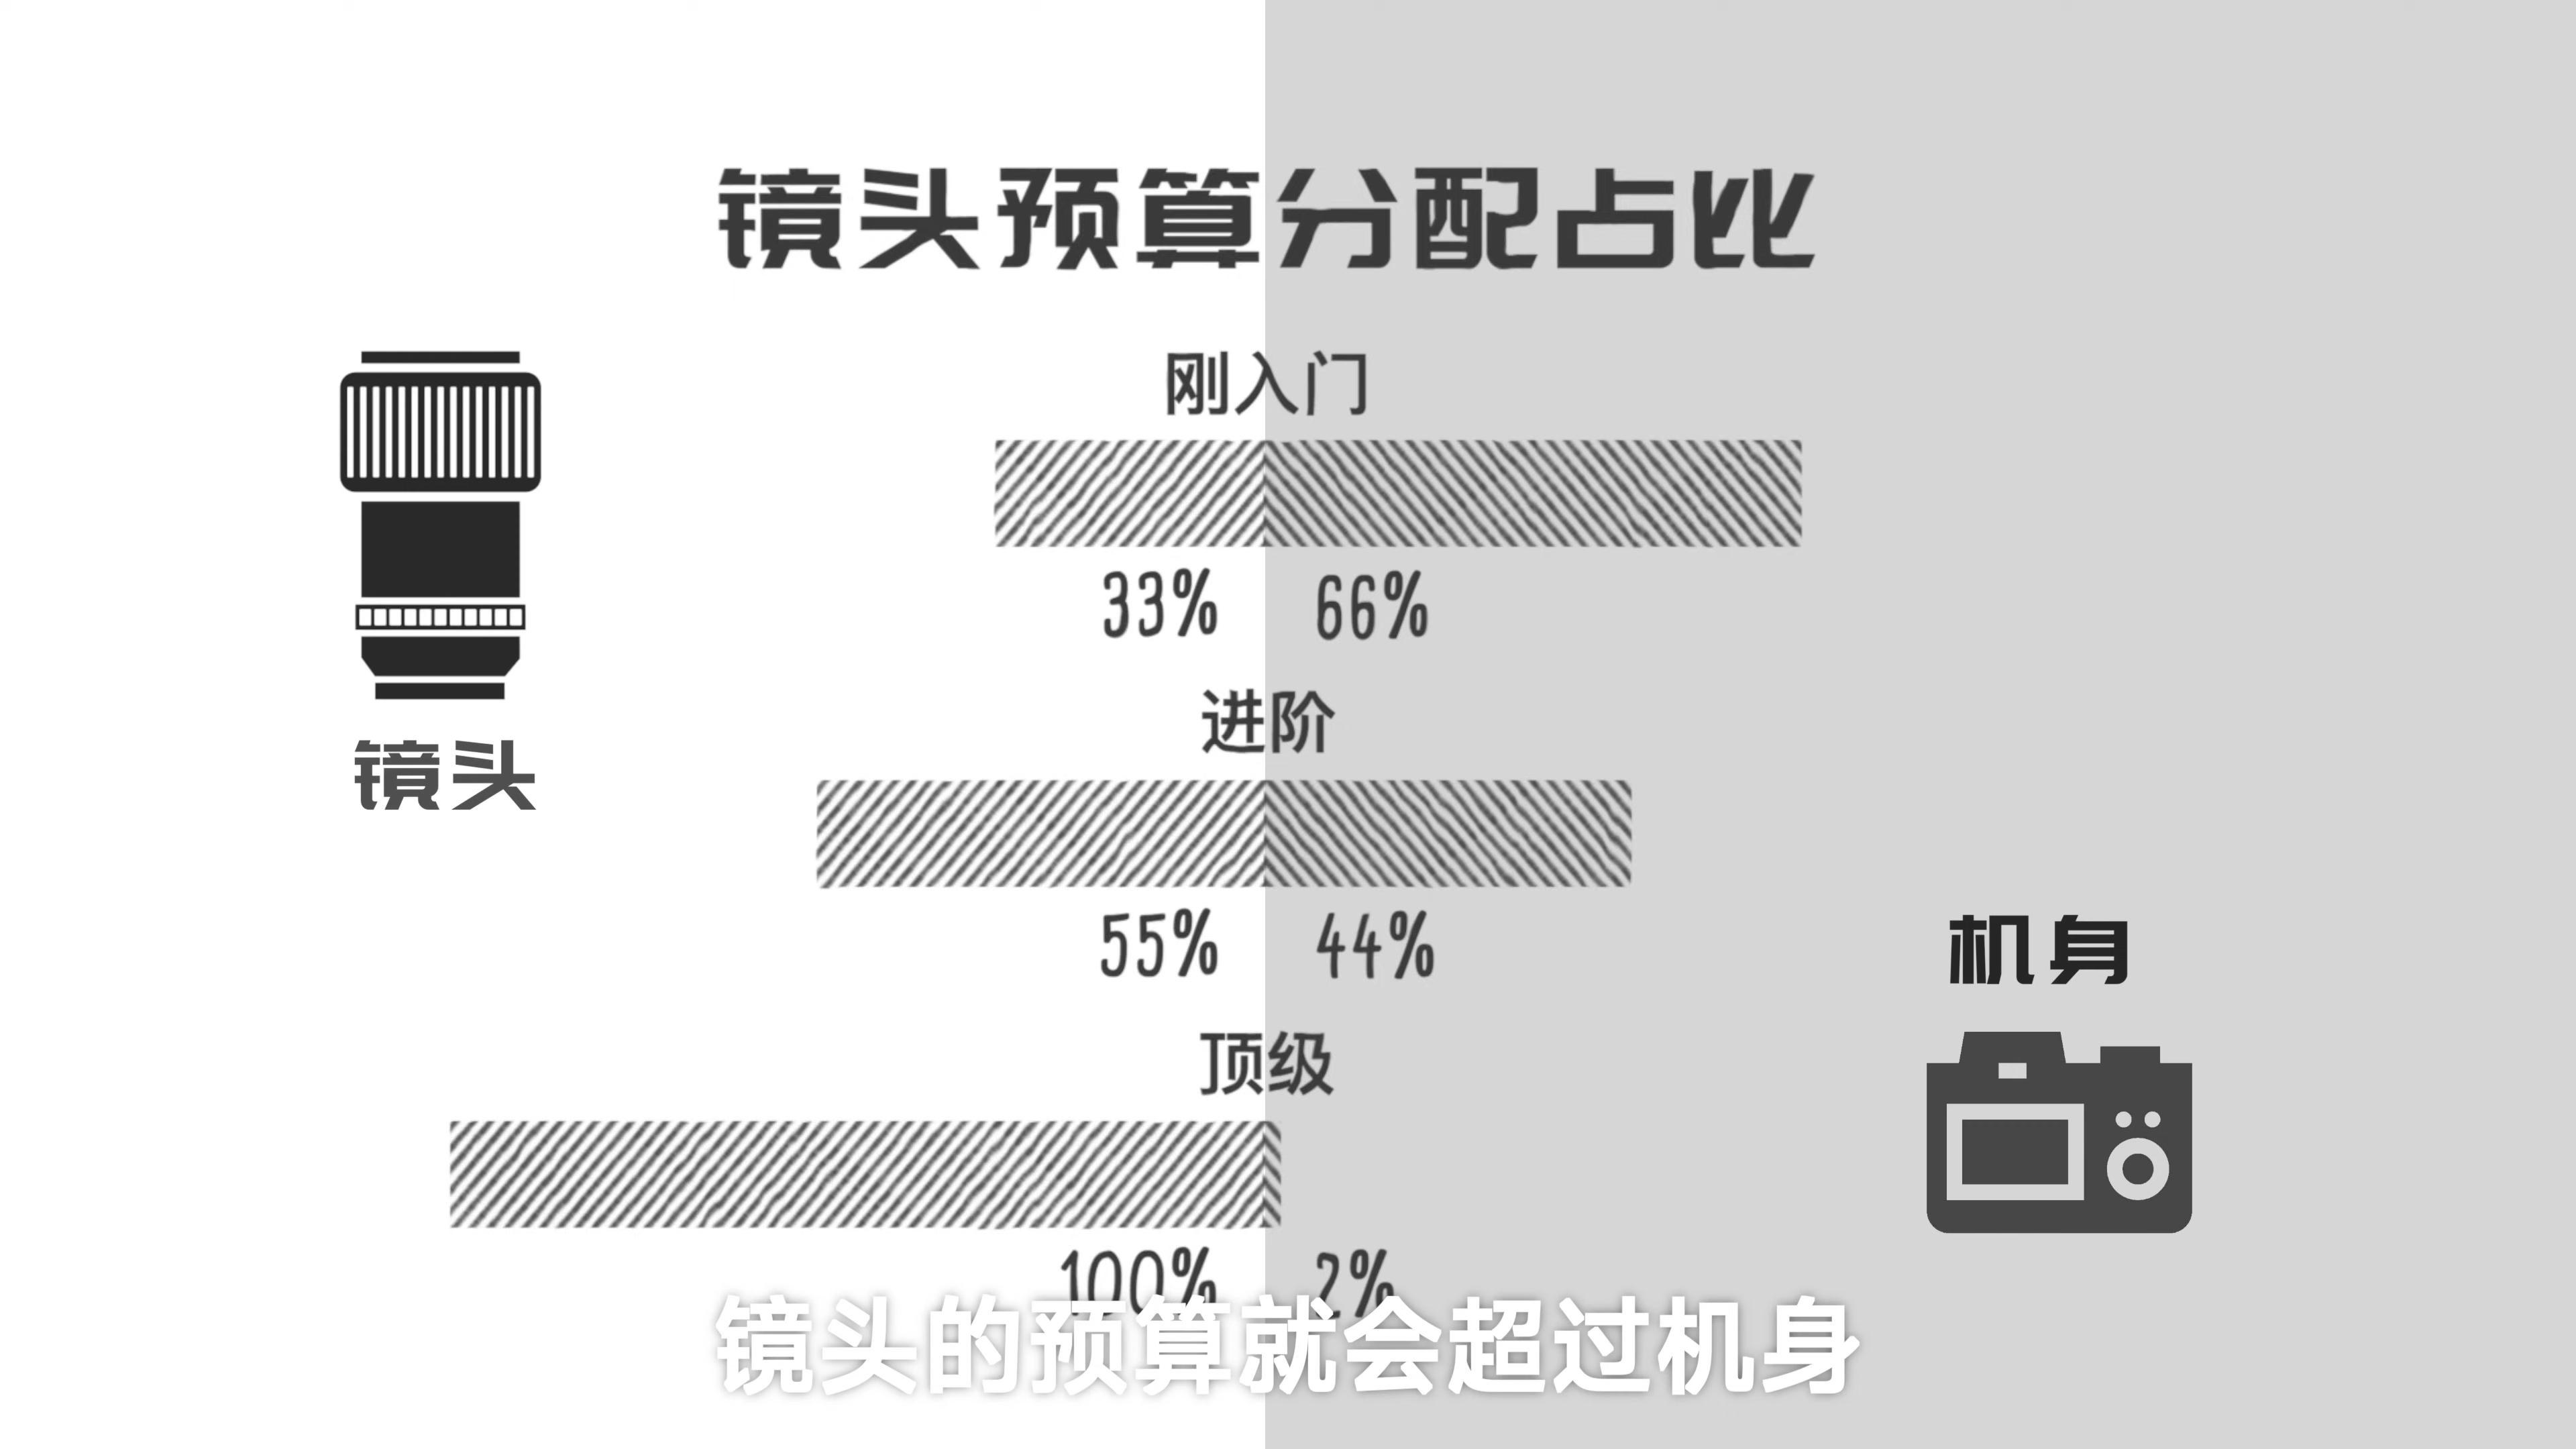 镜头预算分配占比
刚入门
33% 66%
镜头
进阶
55% 44%
机身
顶级
100% 2%
镜头的预算就会超过机身